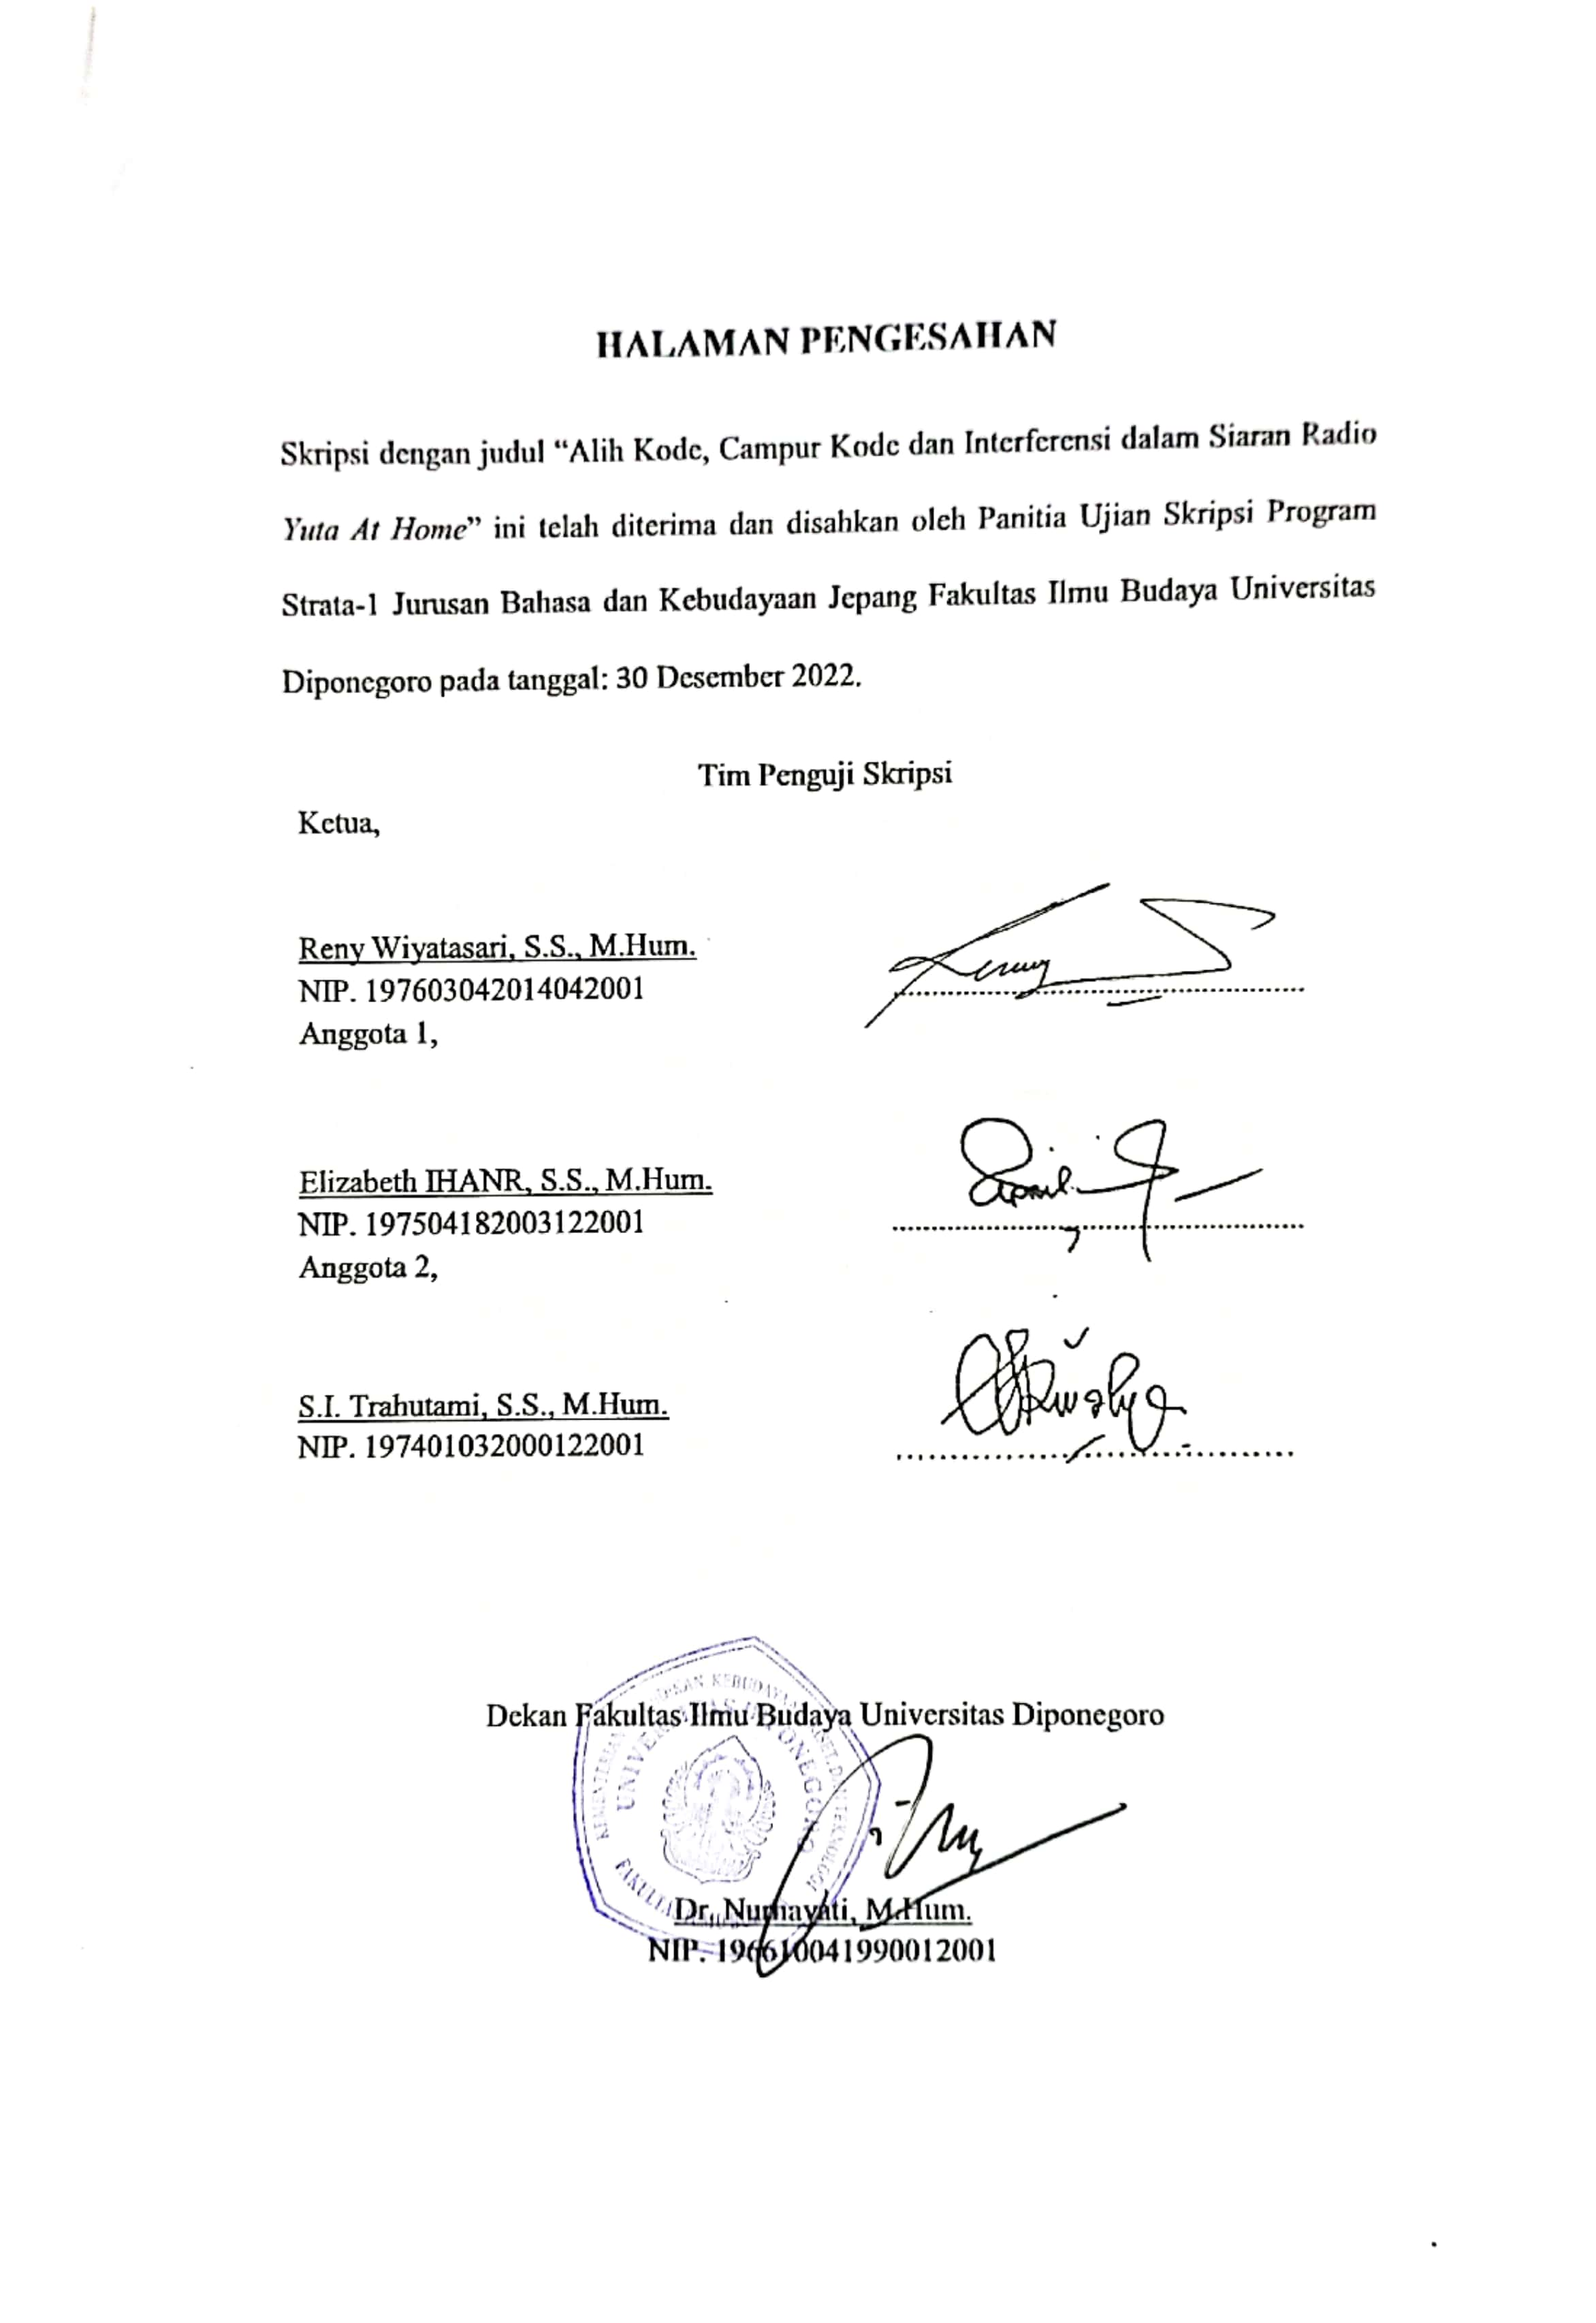 HALAMAN PENGESAHAN
Skripsi dengan judul “Alih Kode, Campur Kode dan Interferensi dalam Siaran Radio
Yuta At Home” ini telah diterima dan disahkan oleh Panitia Ujian Skripsi Program
Strata-1 Jurusan Bahasa dan Kebudayaan Jepang Fakultas Ilmu Budaya Universitas
Diponegoro pada tanggal: 30 Desember 2022.
Tim Penguji Skripsi
Ketua,
Reny Wiyatasari, S.S., M.Hum.
NIP. 197603042014042001
Anggota 1,
Elizabeth IHANR, S.S., M.Hum.
NIP. 197504182003122001
Anggota 2,
S.I. Trahutami, S.S., M.Hum.
NIP. 197401032000122001
Dekan Fakultas Ilmu Budaya Universitas Diponegoro
UNIVERSITAS DIPONEGORO
Dr. Nurhayati, M.Hum.
NIP. 196610041990012001